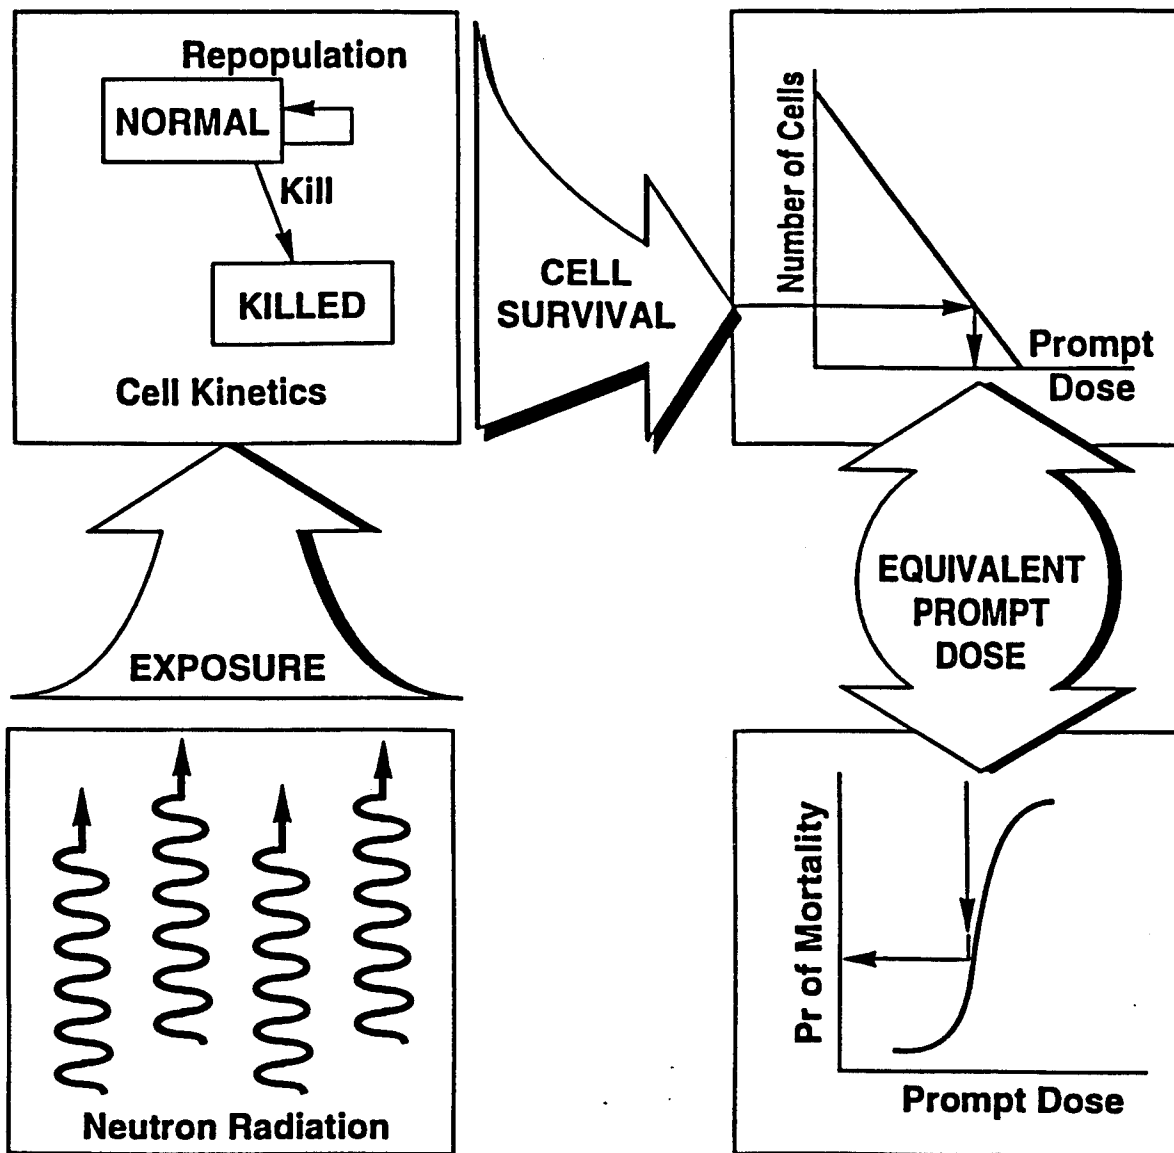 Repopulation
NORMAL
Kill
KILLED
Cell Kinetics
CELL
SURVIVAL
Number of Cells
Prompt
Dose
EXPOSURE
EQUIVALENT
PROMPT
DOSE
Neutron Radiation
Pr of Mortality
Prompt Dose